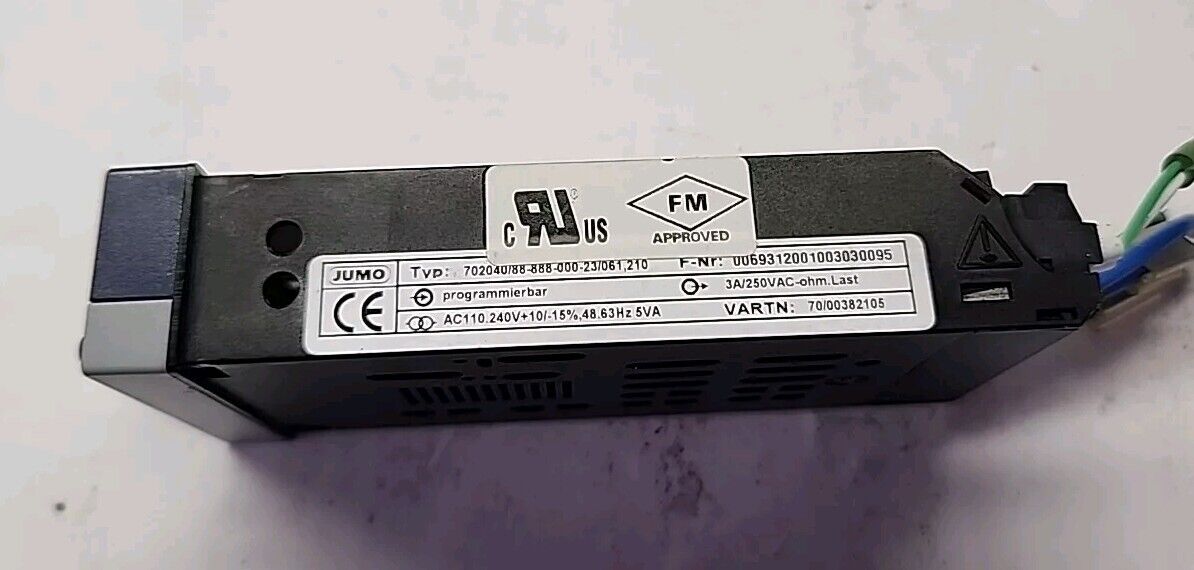 C RU US ®
FM
APPROVED
JUMO Typ: 702040/88-888-000-23/061,210 F-Nr: 0069312001003030095
CE programmierbar 3A/250VAC-ohm.Last
AC110.240V+10/-15%,48.63Hz 5VA VARTN: 70/00382105